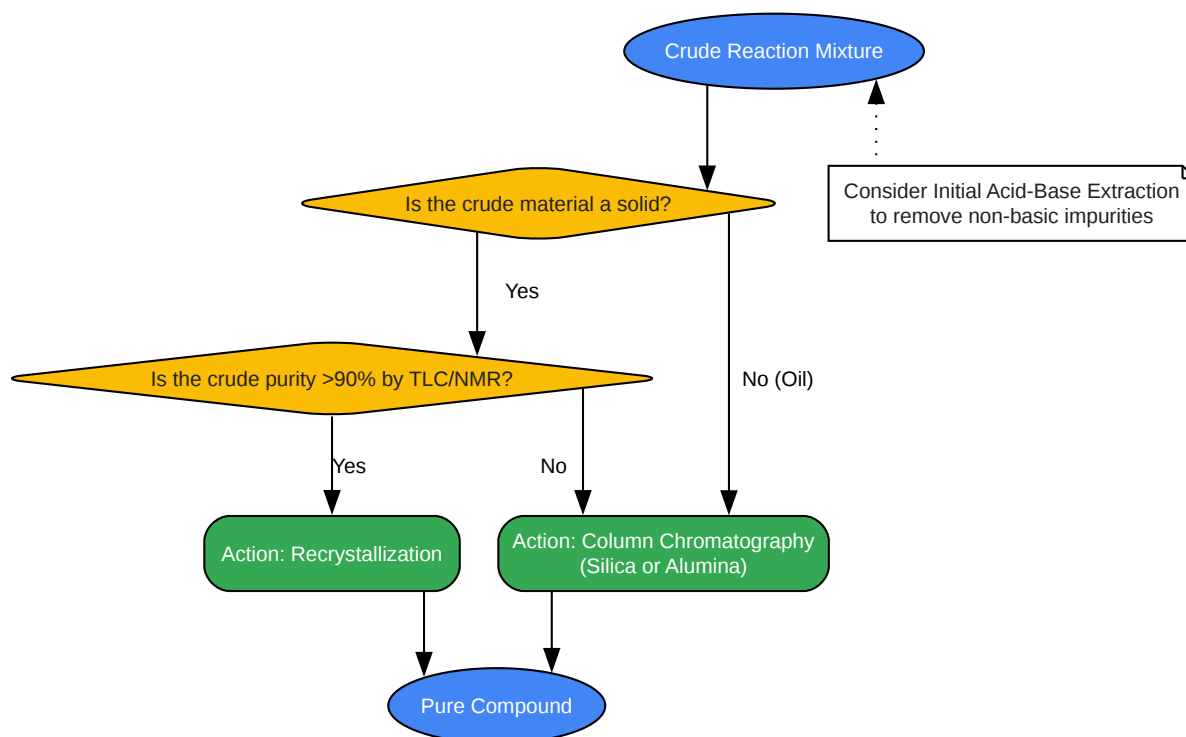 Crude Reaction Mixture
Consider Initial Acid-Base Extraction
to remove non-basic impurities
Is the crude material a solid?
Yes
Is the crude purity >90% by TLC/NMR?
No (Oil)
Yes
No
Action: Recrystallization
Action: Column Chromatography
(Silica or Alumina)
Pure Compound